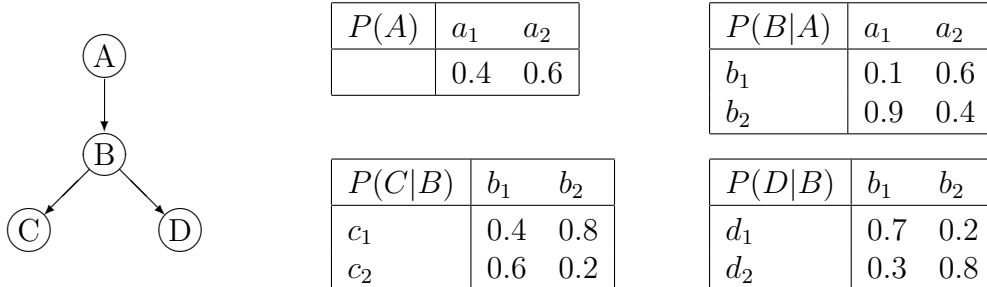 A
B
C
D
P(A) a₁ a₂
0.4 0.6
P(B|A) a₁ a₂
b₁ 0.1 0.6
b₂ 0.9 0.4
P(C|B) b₁ b₂
c₁ 0.4 0.8
c₂ 0.6 0.2
P(D|B) b₁ b₂
d₁ 0.7 0.2
d₂ 0.3 0.8